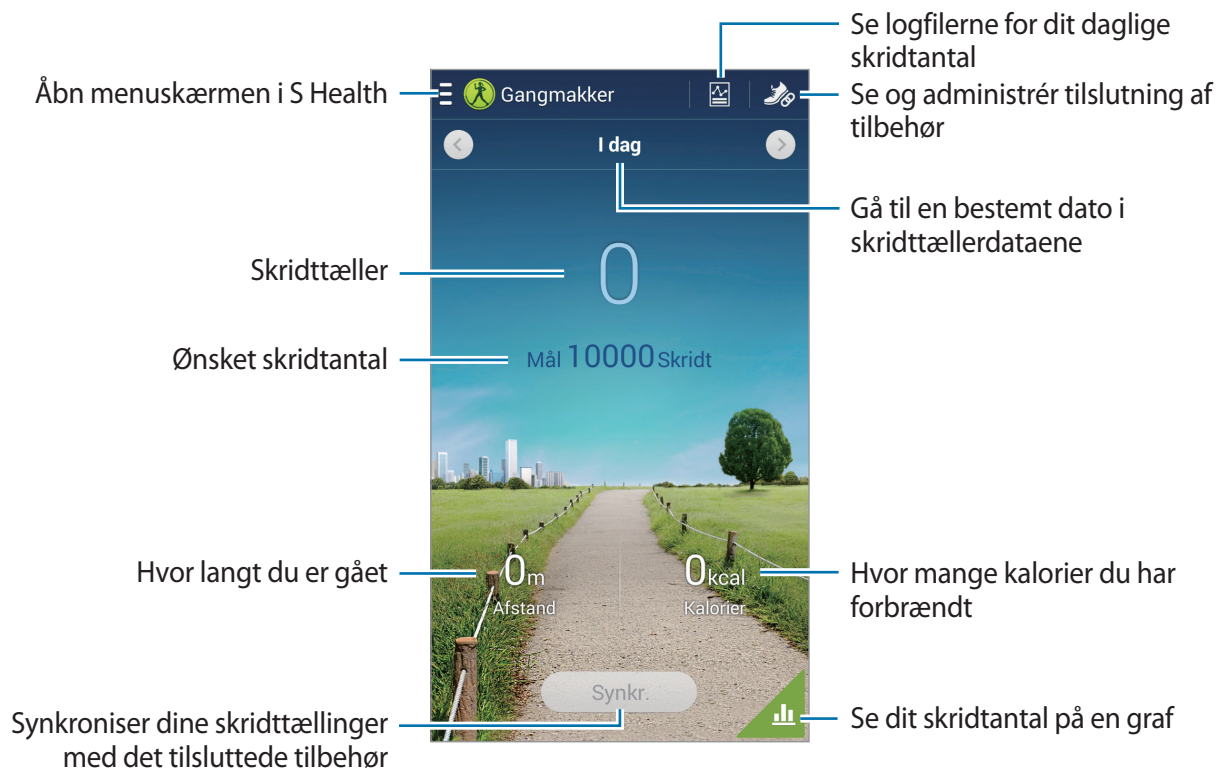 Se logfilerne for dit daglige
skridtantal
Åbn menuskærmen i S Health
Gangmakker
Se og administrér tilslutning af
tilbehør
I dag
Gå til en bestemt dato i
skridttællerdataene
Skridttæller
0
Ønsket skridtantal
Mål 10000 Skridt
Hvor langt du er gået
0m
Afstand
0kcal
Kalorier
Hvor mange kalorier du har
forbrændt
Synkr.
Synkroniser dine skridttællinger
med det tilsluttede tilbehør
Se dit skridtantal på en graf